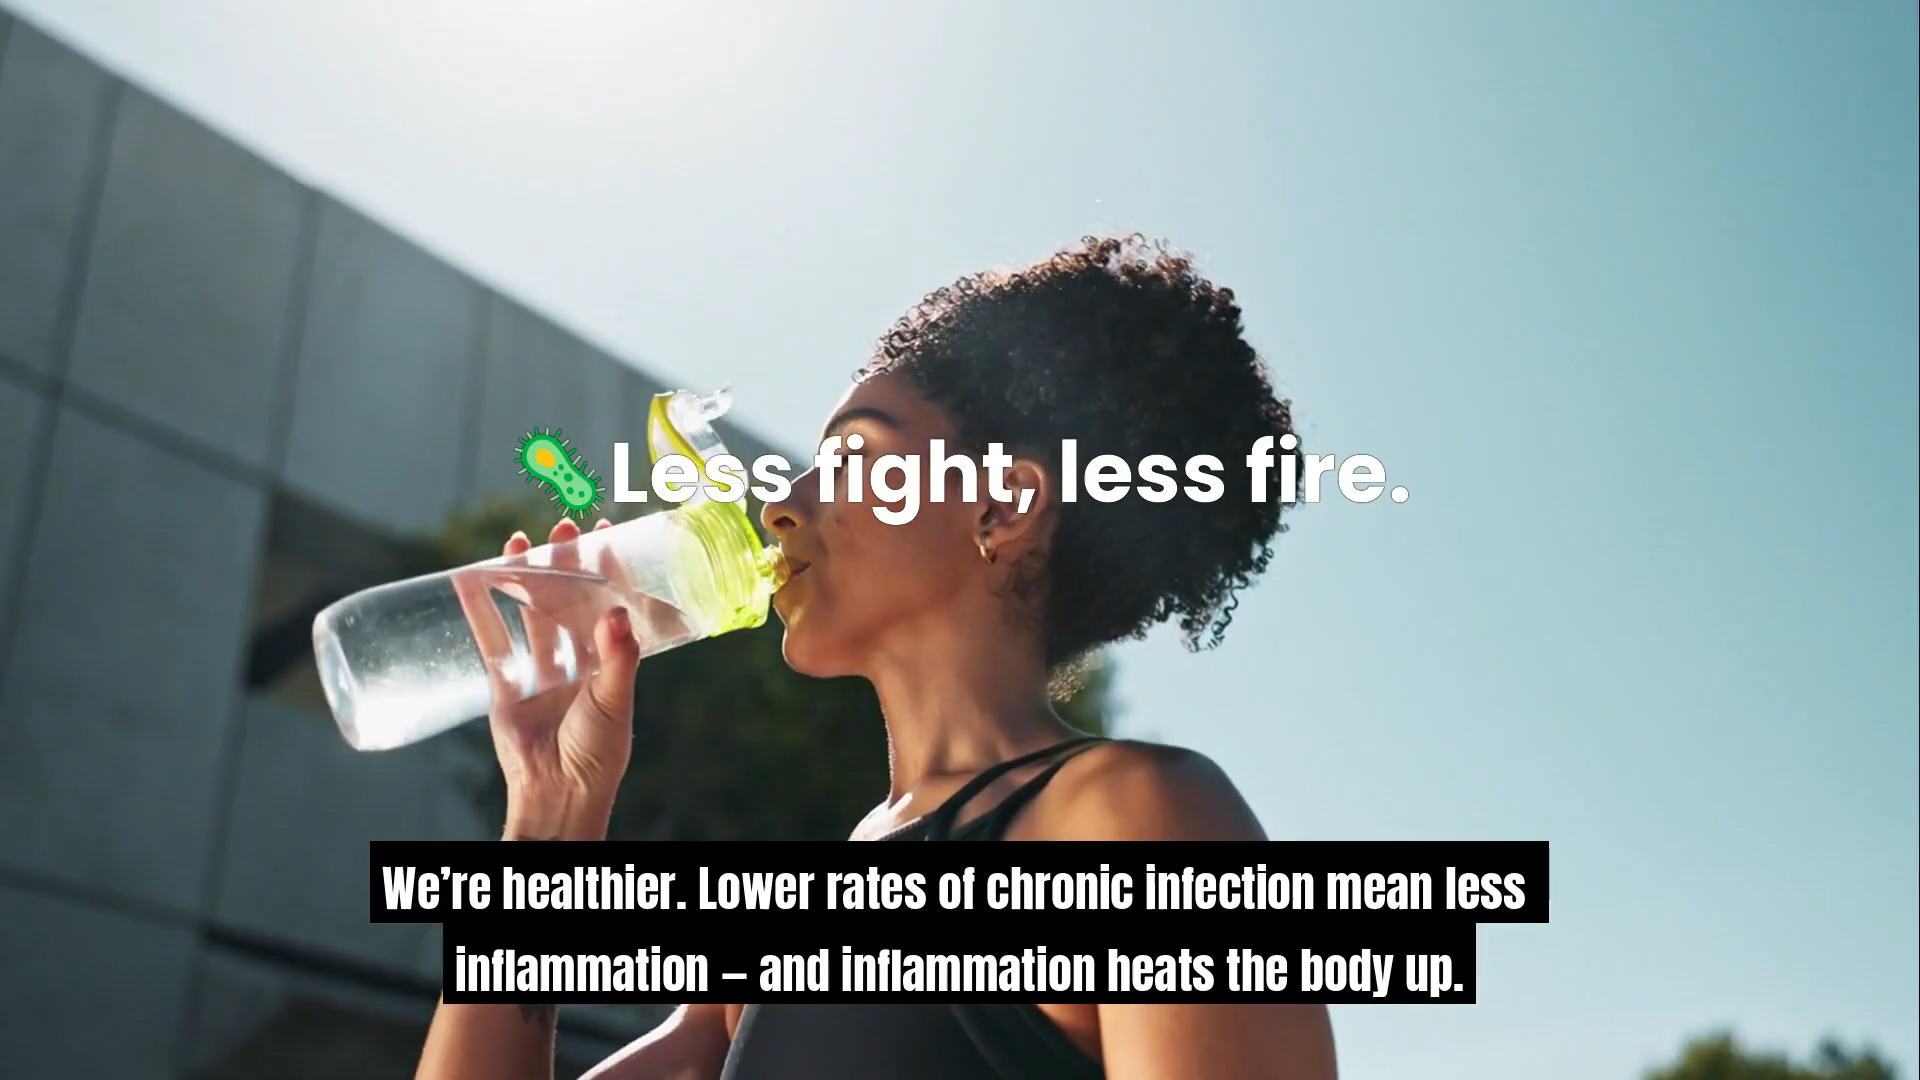 🦠Less fight, less fire.
We’re healthier. Lower rates of chronic infection mean less
inflammation – and inflammation heats the body up.